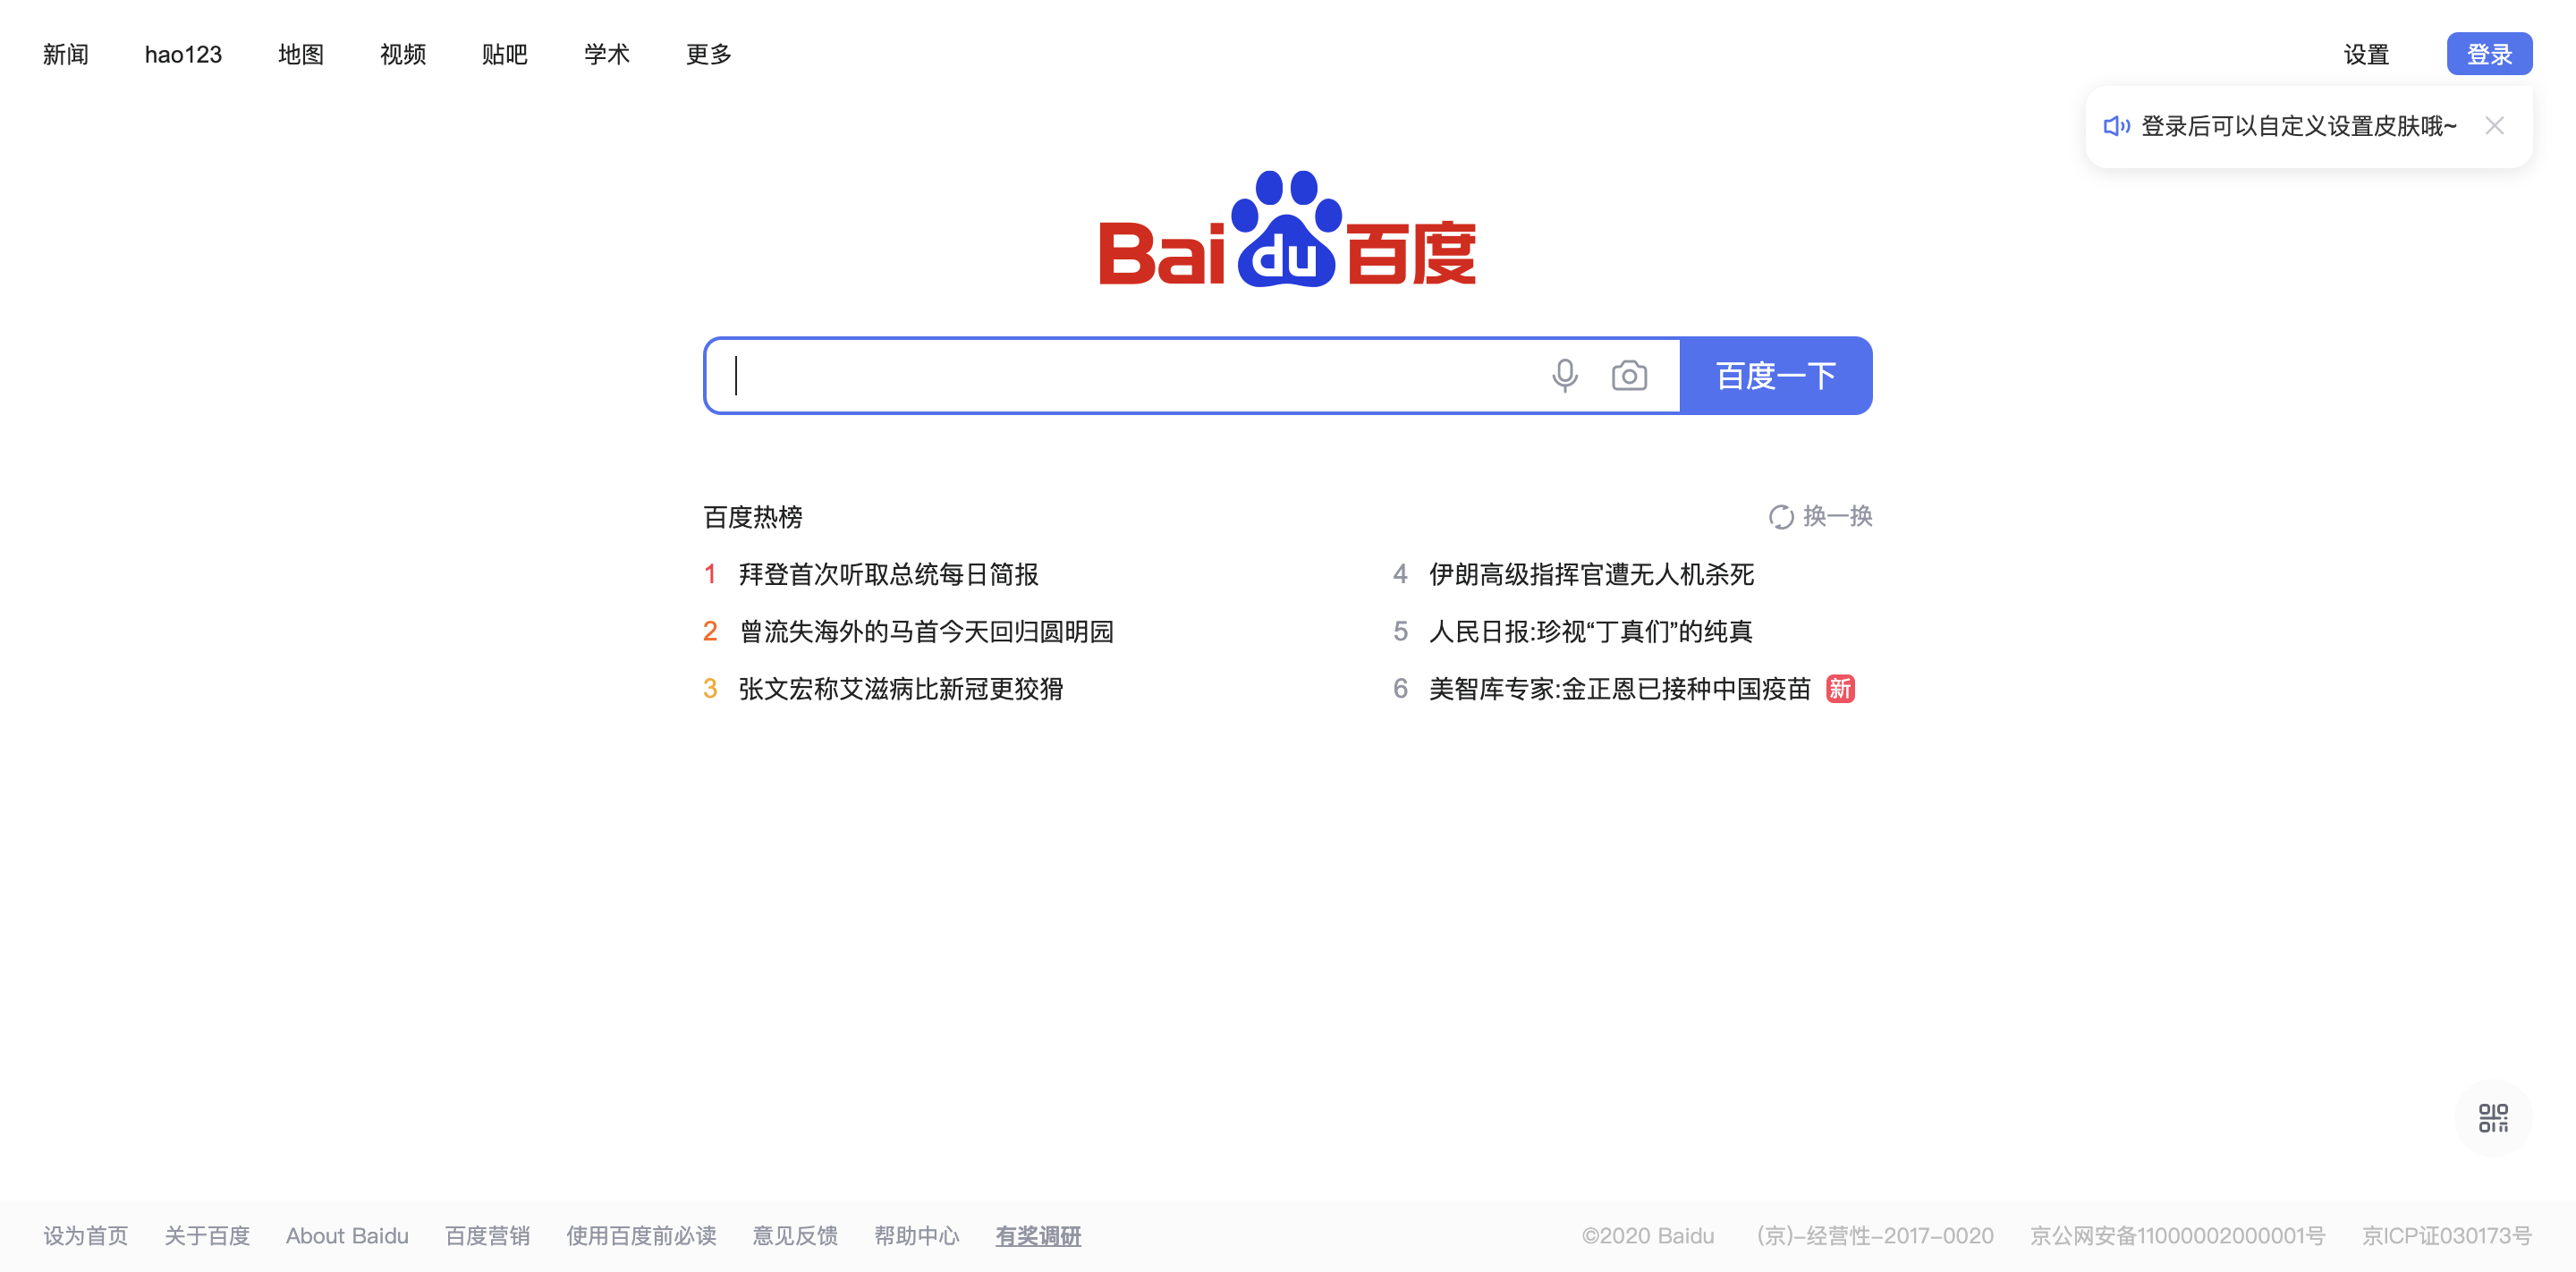 新闻 hao123 地图 视频 贴吧 学术 更多 设置 登录
登录后可以自定义设置皮肤哦~
Bai du 百度
百度一下
百度热榜 换一换
1 拜登首次听取总统每日简报
2 曾流失海外的马首今天回归圆明园
3 张文宏称艾滋病比新冠更狡猾
4 伊朗高级指挥官遭无人机杀死
5 人民日报:珍视“丁真们”的纯真
6 美智库专家:金正恩已接种中国疫苗 新
设为首页 关于百度 About Baidu 百度营销 使用百度前必读 意见反馈 帮助中心 有奖调研 ©2020 Baidu (京)-经营性-2017-0020 京公网安备11000002000001号 京ICP证030173号